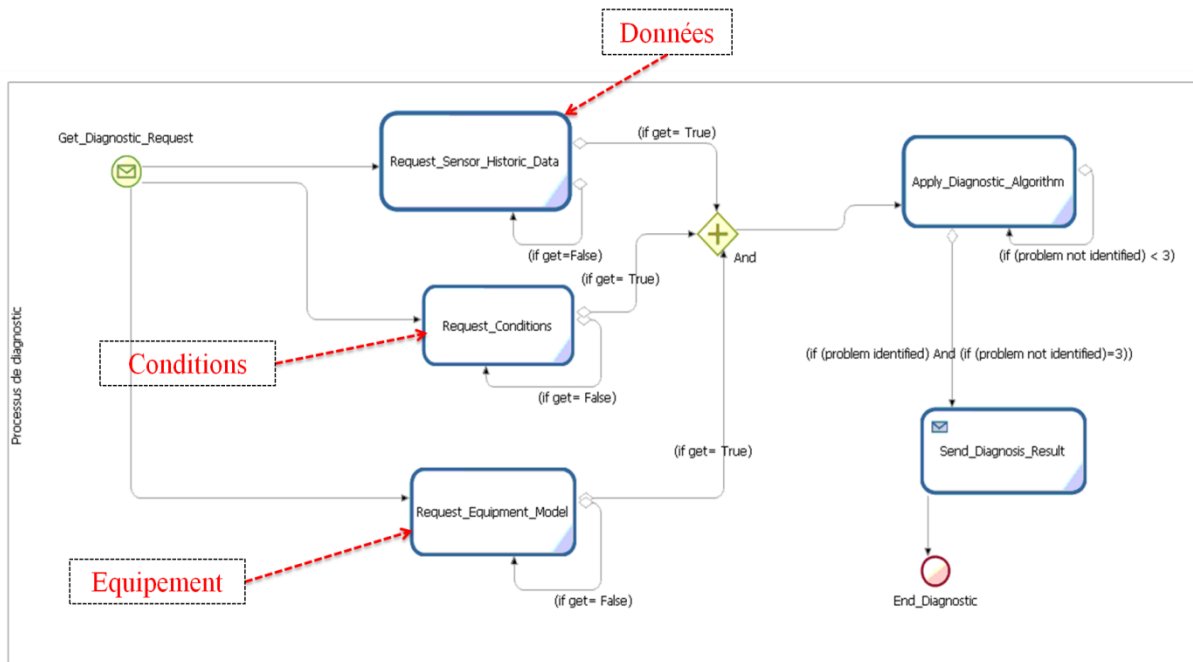 Données
Get_Diagnostic_Request
(if get= True)
Request_Sensor_Historic_Data
Apply_Diagnostic_Algorithm
(if get=False)
And
(if (problem not identified) < 3)
(if get= True)
Request_Conditions
Conditions
(if (problem identified) And (if (problem not identified)=3))
(if get= False)
Processus de diagnostic
(if get= True)
Send_Diagnosis_Result
Request_Equipment_Model
Equipement
(if get= False)
End_Diagnostic